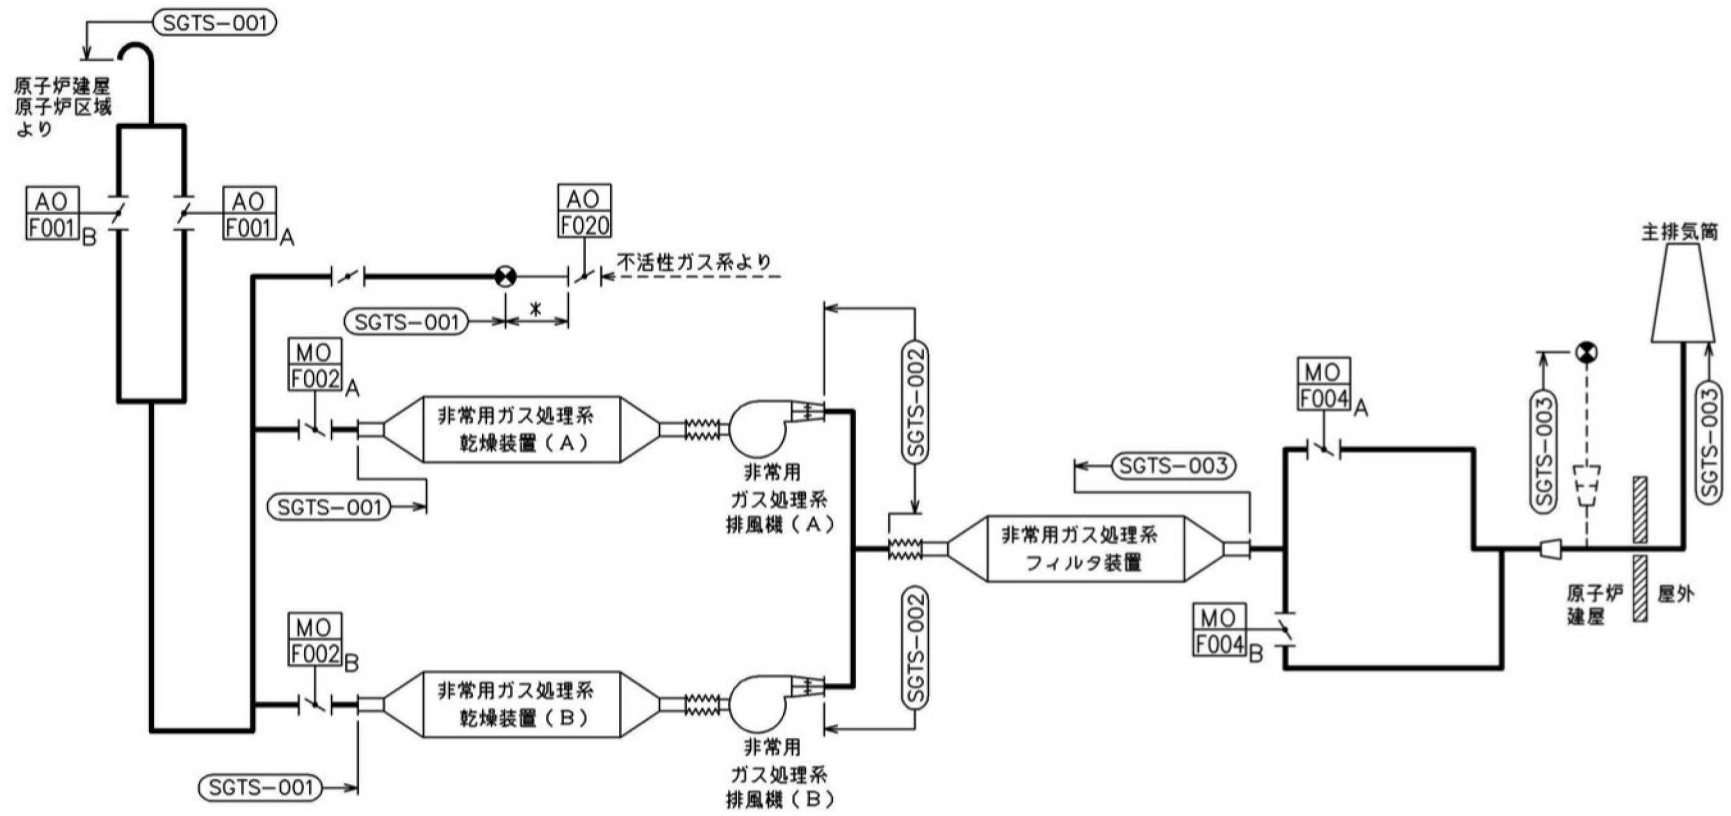 SGTS-001
原子炉建屋
原子炉区域
より
AO
F001
B
AO
F001
A
AO
F020
不活性ガス系より
SGTS-001
*
MO
F002
A
非常用ガス処理系
乾燥装置(A)
SGTS-001
非常用
ガス処理系
排風機(A)
SGTS-002
SGTS-003
非常用ガス処理系
フィルタ装置
MO
F004
A
SGTS-003
主排気筒
SGTS-003
原子炉
建屋
屋外
MO
F004
B
SGTS-002
MO
F002
B
非常用ガス処理系
乾燥装置(B)
SGTS-001
非常用
ガス処理系
排風機(B)